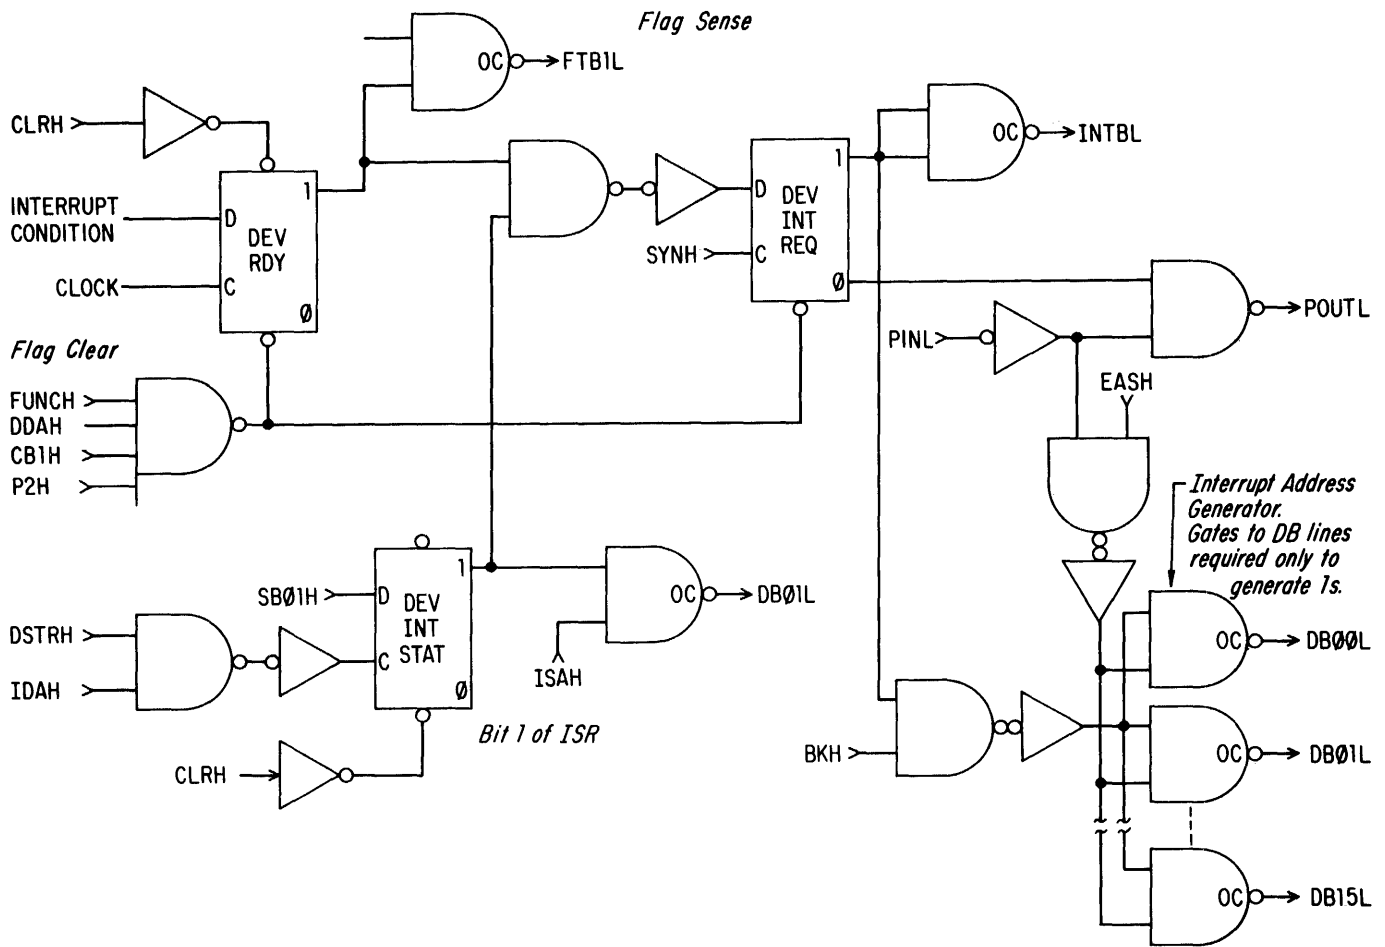 Flag Sense
OC
FTB1L
CLRH
INTERRUPT
CONDITION
D
1
DEV
RDY
CLOCK
C
Ø
D
1
DEV
INT
REQ
SYNH
C
Ø
OC
INTBL
PINL
POUTL
EASH
Flag Clear
FUNCH
DDAH
CB1H
P2H
Interrupt Address
Generator.
Gates to DB lines
required only to
generate 1s.
SBØ1H
D
1
DEV
INT
STAT
C
Ø
OC
DBØ1L
ISAH
DSTRH
IDAH
Bit 1 of ISR
CLRH
BKH
OC
DBØØL
OC
DBØ1L
OC
DB15L